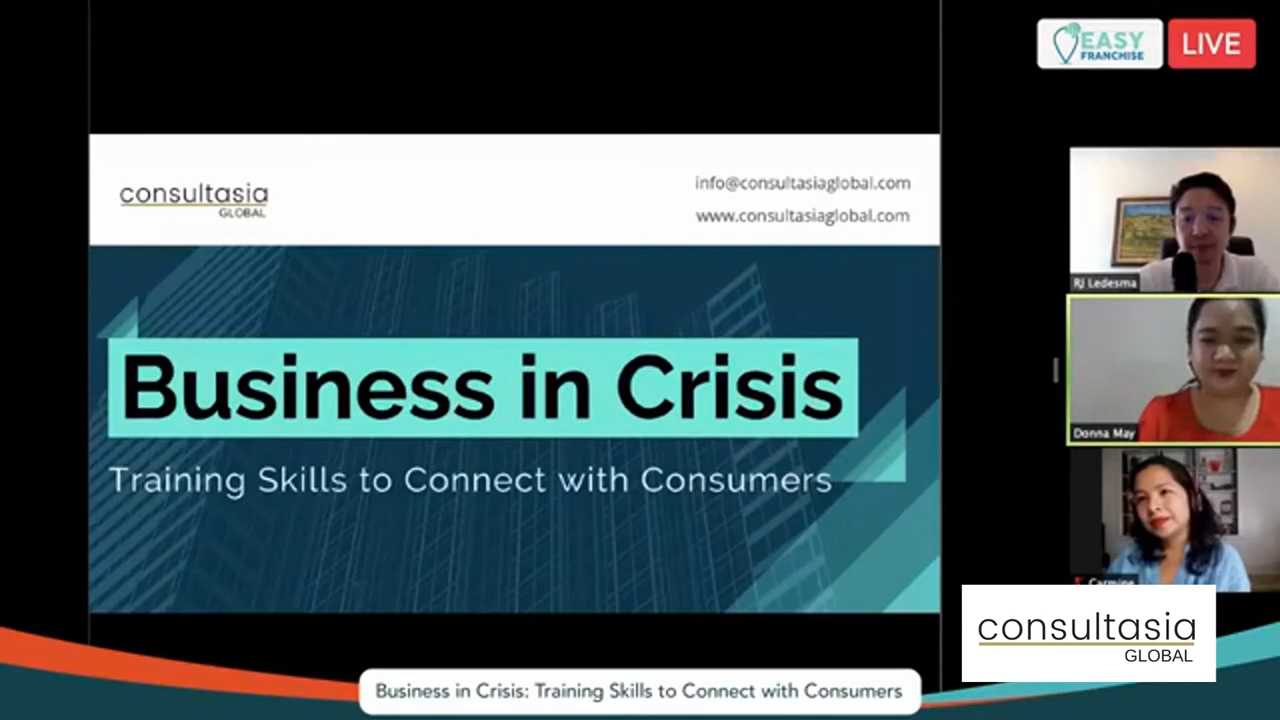 EASY
FRANCHISE
LIVE
consultasia
GLOBAL
info@consultasiaglobal.com
www.consultasiaglobal.com
Business in Crisis
Training Skills to Connect with Consumers
RJ Ledesma
Donna May
Carmine
consultasia
GLOBAL
Business in Crisis: Training Skills to Connect with Consumers